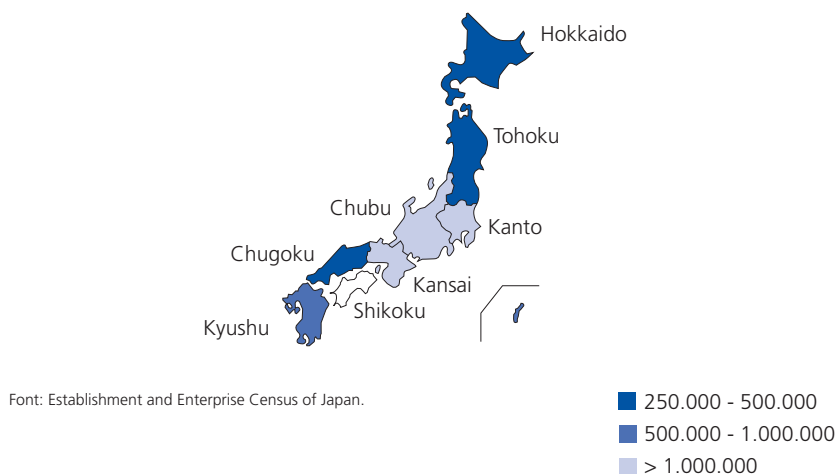 Hokkaido
Tohoku
Chubu
Kanto
Chugoku
Kansai
Shikoku
Kyushu
Font: Establishment and Enterprise Census of Japan.
250.000 - 500.000
500.000 - 1.000.000
> 1.000.000